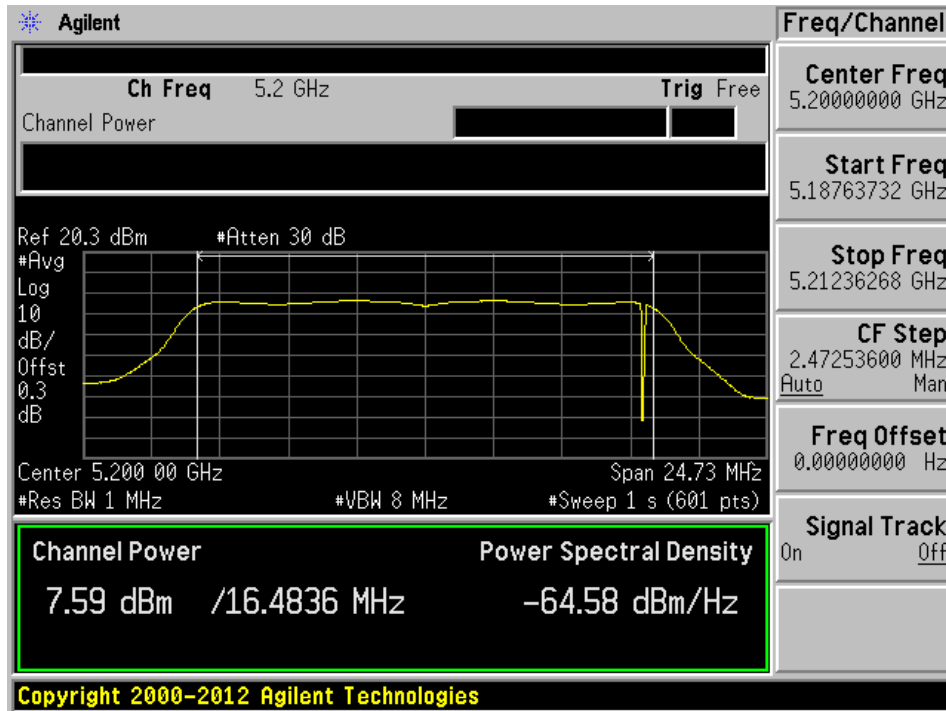 Agilent
Ch Freq 5.2 GHz Trig Free
Channel Power
Ref 20.3 dBm #Atten 30 dB
#Avg
Log
10
dB/
Offst
0.3
dB
Center 5.200 00 GHz Span 24.73 MHz
#Res BW 1 MHz #VBW 8 MHz #Sweep 1 s (601 pts)
Channel Power Power Spectral Density
7.59 dBm /16.4836 MHz -64.58 dBm/Hz
Copyright 2000-2012 Agilent Technologies
Freq/Channel
Center Freq
5.20000000 GHz
Start Freq
5.18763732 GHz
Stop Freq
5.21236268 GHz
CF Step
2.47253600 MHz
Auto Man
Freq Offset
0.00000000 Hz
Signal Track
On Off